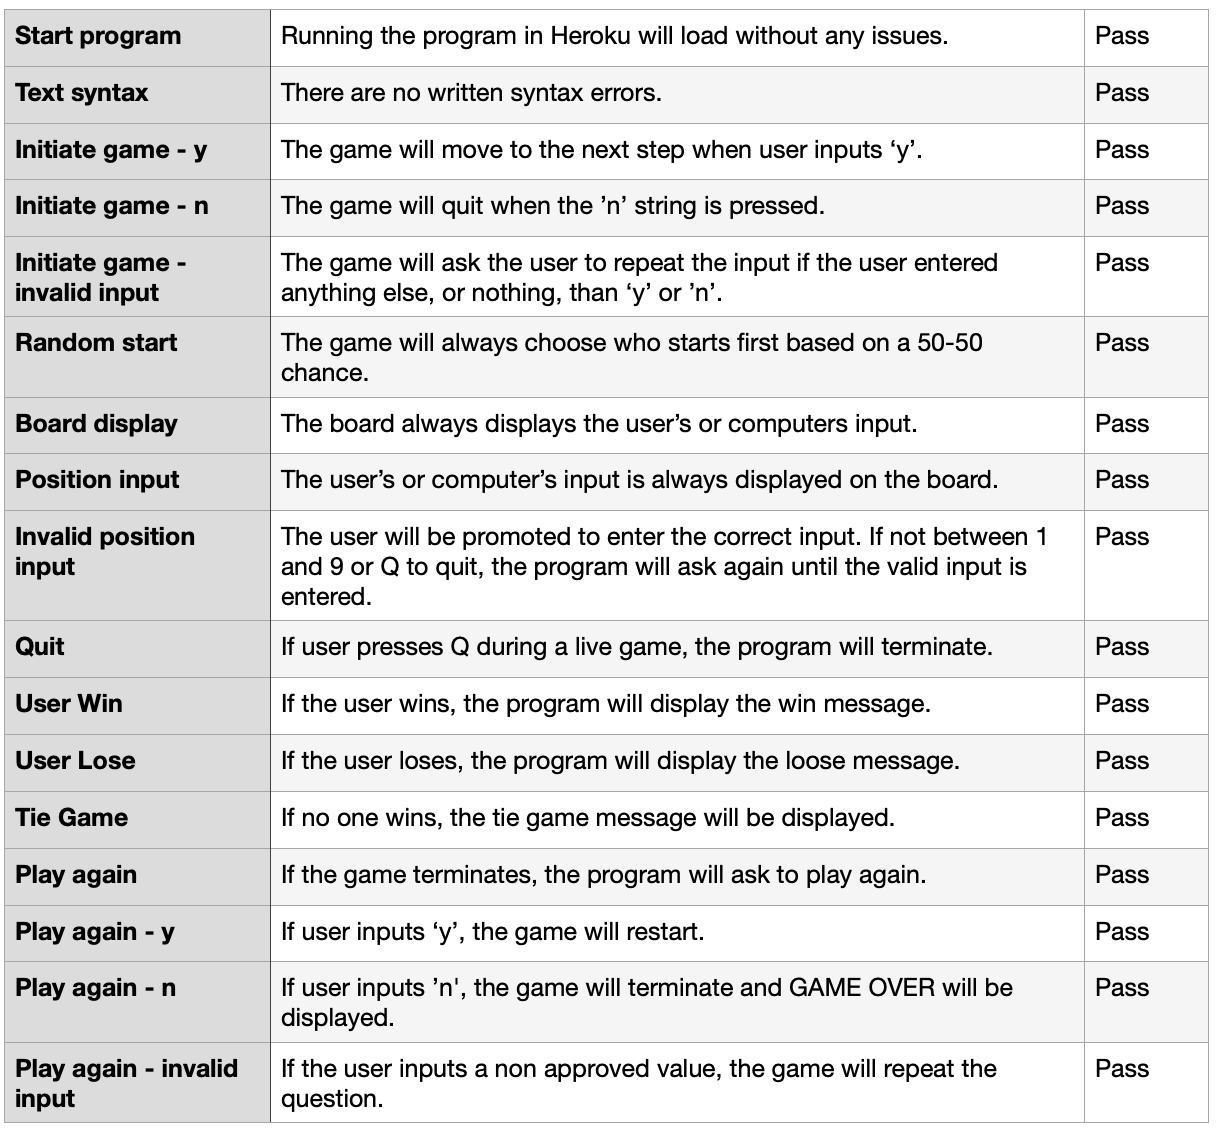 Start program
Running the program in Heroku will load without any issues.
Pass
Text syntax
There are no written syntax errors.
Pass
Initiate game - y
The game will move to the next step when user inputs ‘y’.
Pass
Initiate game - n
The game will quit when the ’n’ string is pressed.
Pass
Initiate game -
invalid input
The game will ask the user to repeat the input if the user entered
anything else, or nothing, than ‘y’ or ’n’.
Pass
Random start
The game will always choose who starts first based on a 50-50
chance.
Pass
Board display
The board always displays the user’s or computers input.
Pass
Position input
The user’s or computer’s input is always displayed on the board.
Pass
Invalid position
input
The user will be promoted to enter the correct input. If not between 1
and 9 or Q to quit, the program will ask again until the valid input is
entered.
Pass
Quit
If user presses Q during a live game, the program will terminate.
Pass
User Win
If the user wins, the program will display the win message.
Pass
User Lose
If the user loses, the program will display the loose message.
Pass
Tie Game
If no one wins, the tie game message will be displayed.
Pass
Play again
If the game terminates, the program will ask to play again.
Pass
Play again - y
If user inputs ‘y’, the game will restart.
Pass
Play again - n
If user inputs ’n', the game will terminate and GAME OVER will be
displayed.
Pass
Play again - invalid
input
If the user inputs a non approved value, the game will repeat the
question.
Pass